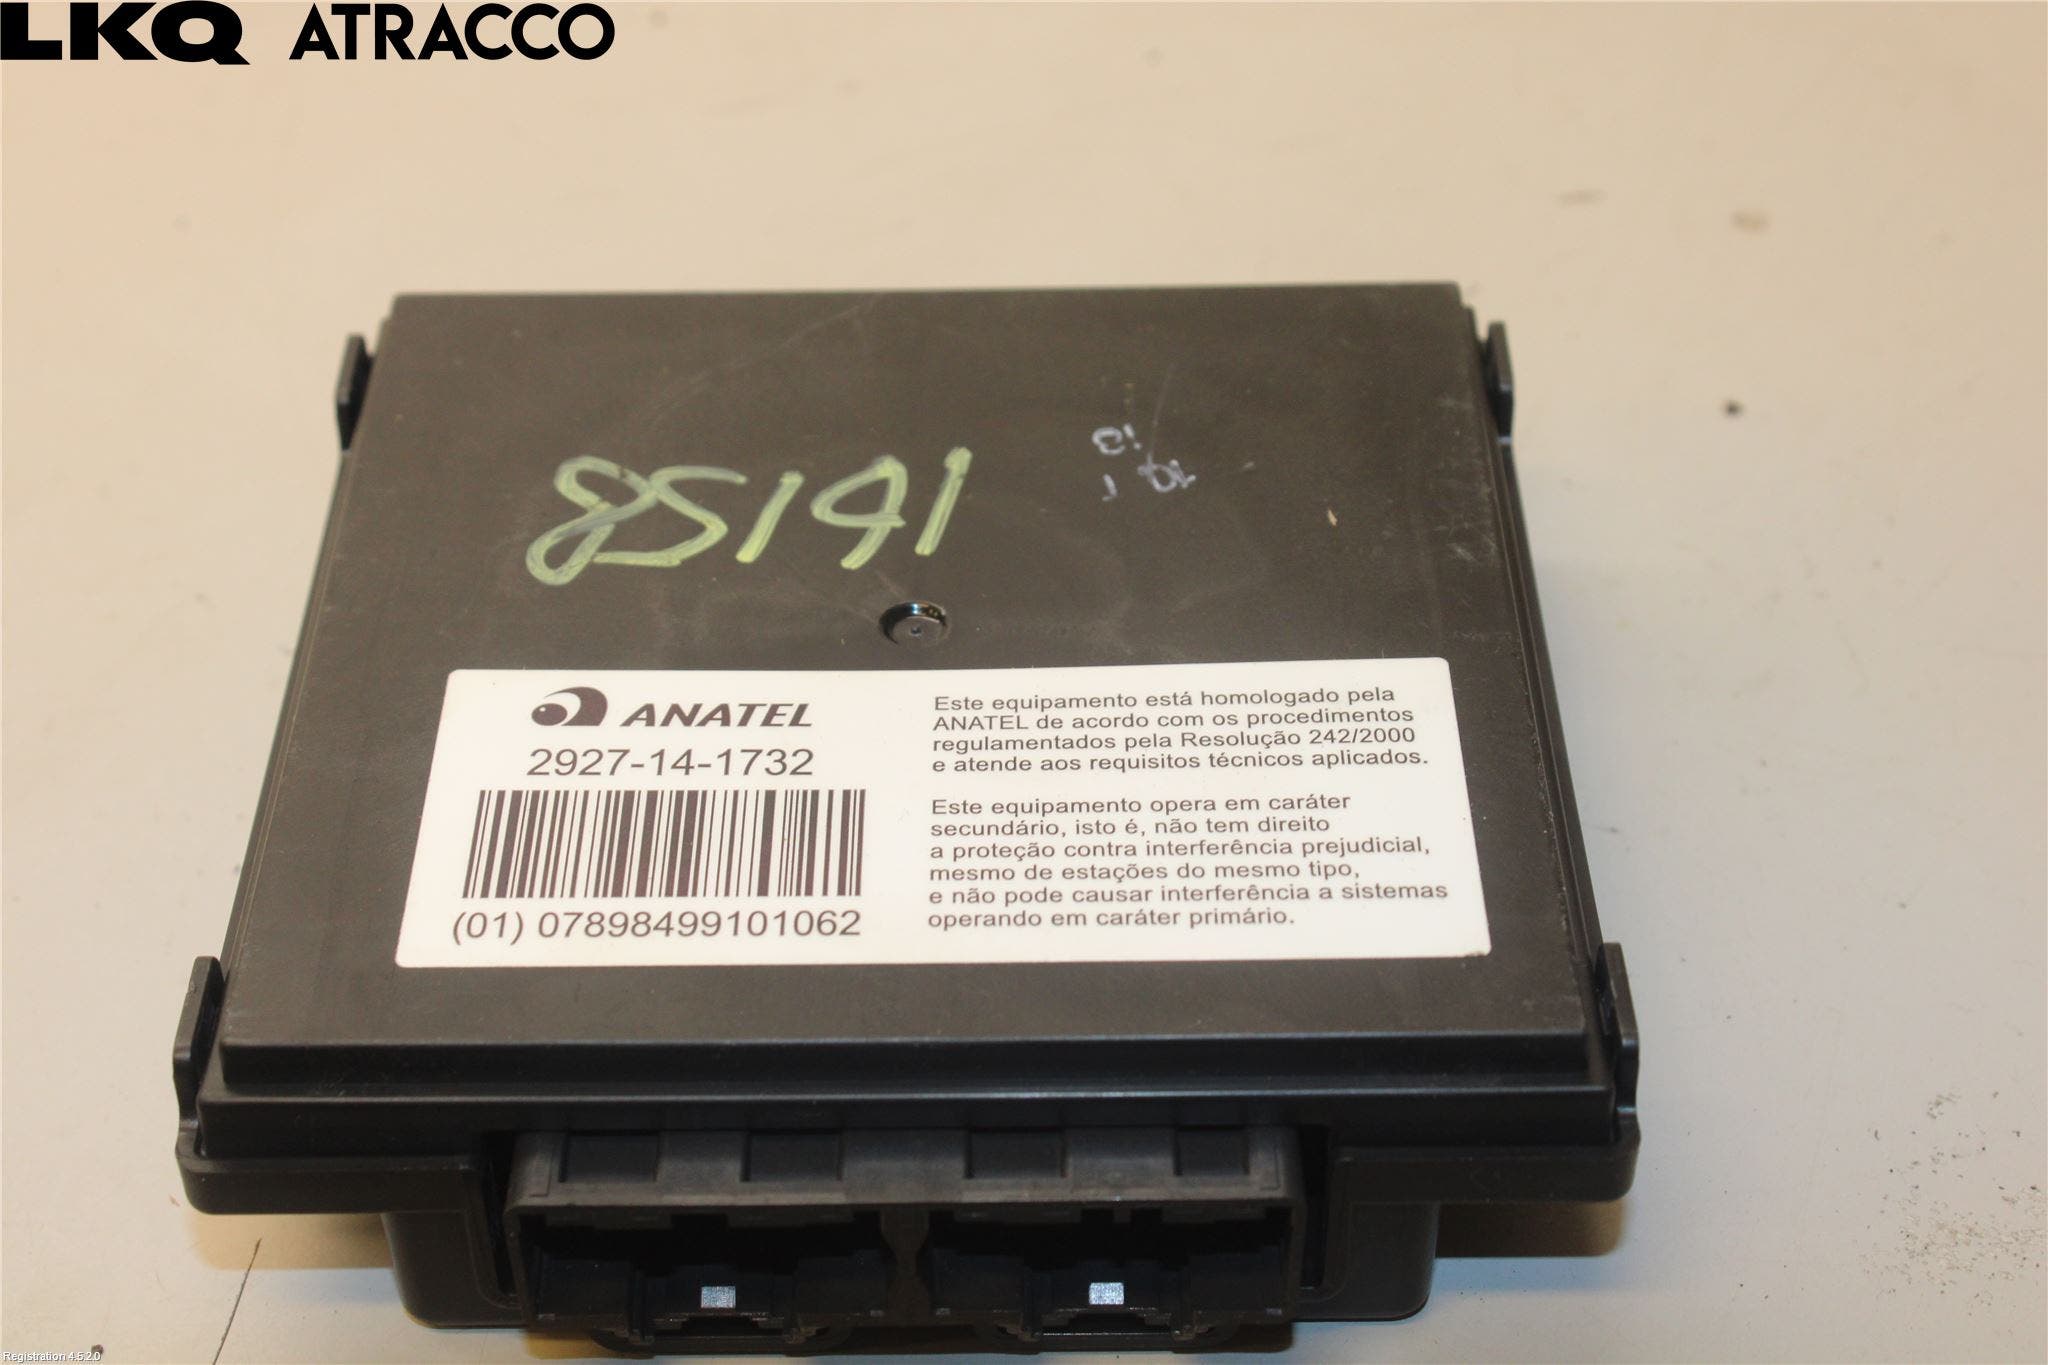 LKQ ATRACCO
85191
ANATEL
2927-14-1732
(01) 07898499101062
Este equipamento está homologado pela
ANATEL de acordo com os procedimentos
regulamentados pela Resolução 242/2000
e atende aos requisitos técnicos aplicados.
Este equipamento opera em caráter
secundário, isto é, não tem direito
a proteção contra interferência prejudicial,
mesmo de estações do mesmo tipo,
e não pode causar interferência a sistemas
operando em caráter primário.
Registration 4.5.2.0